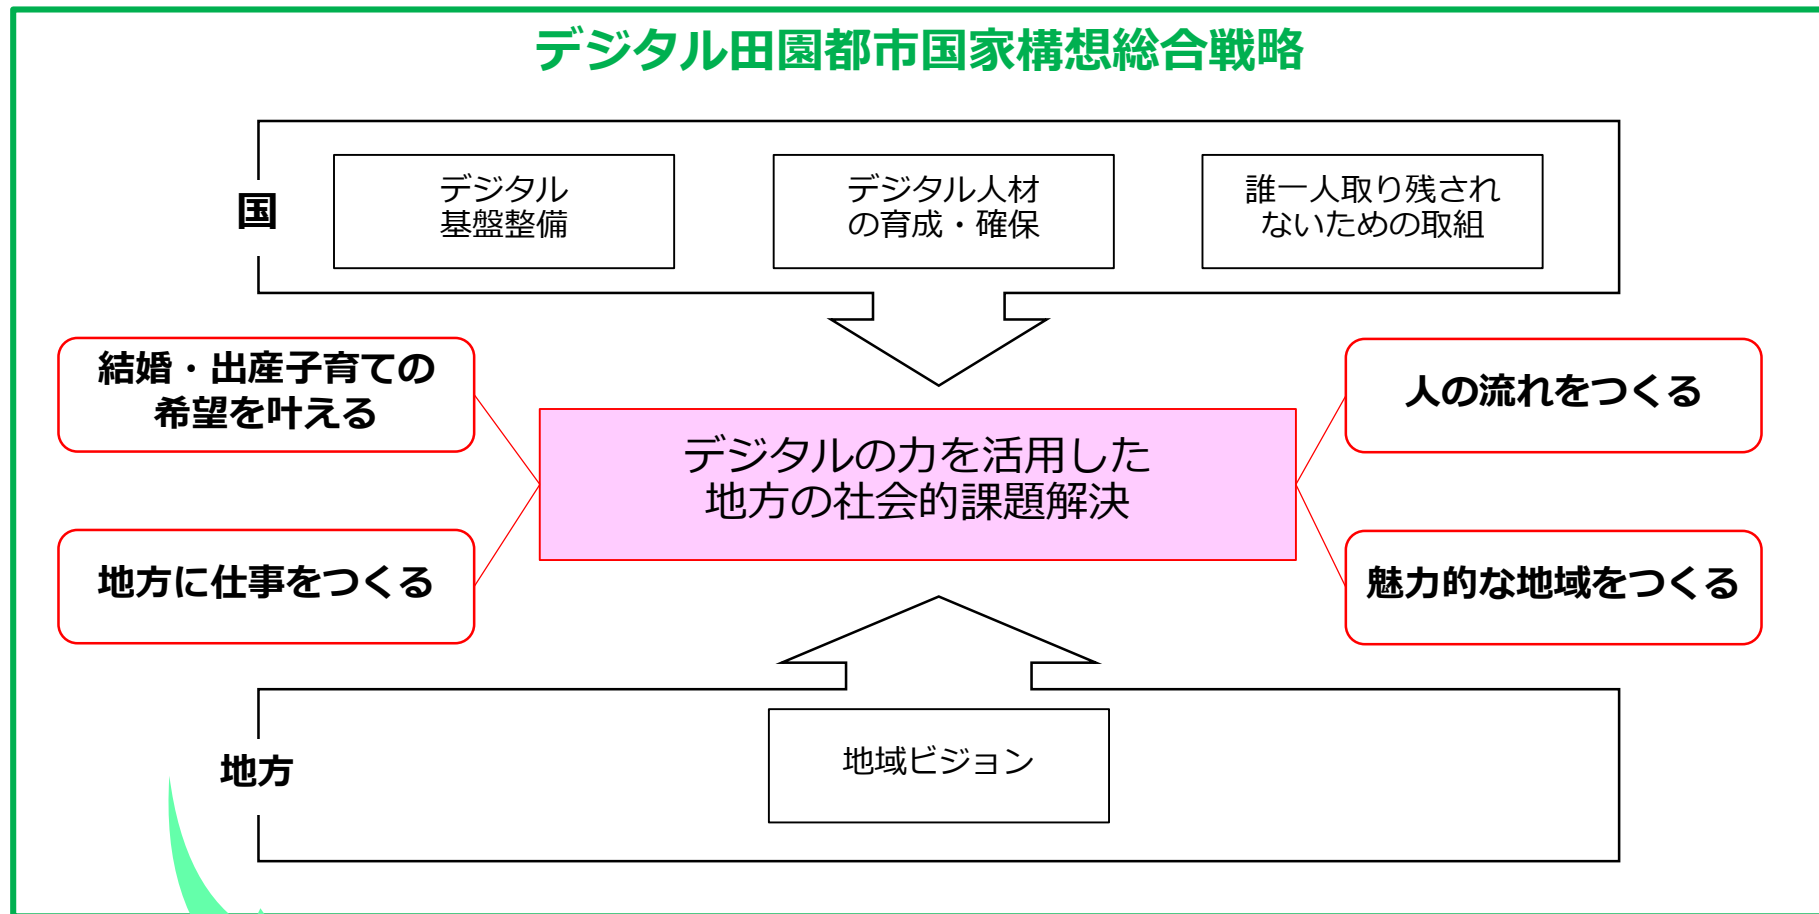 デジタル田園都市国家構想総合戦略
国
デジタル
基盤整備
デジタル人材
の育成・確保
誰一人取り残され
ないための取組
結婚・出産子育ての
希望を叶える
人の流れをつくる
デジタルの力を活用した
地方の社会的課題解決
地方に仕事をつくる
魅力的な地域をつくる
地方
地域ビジョン